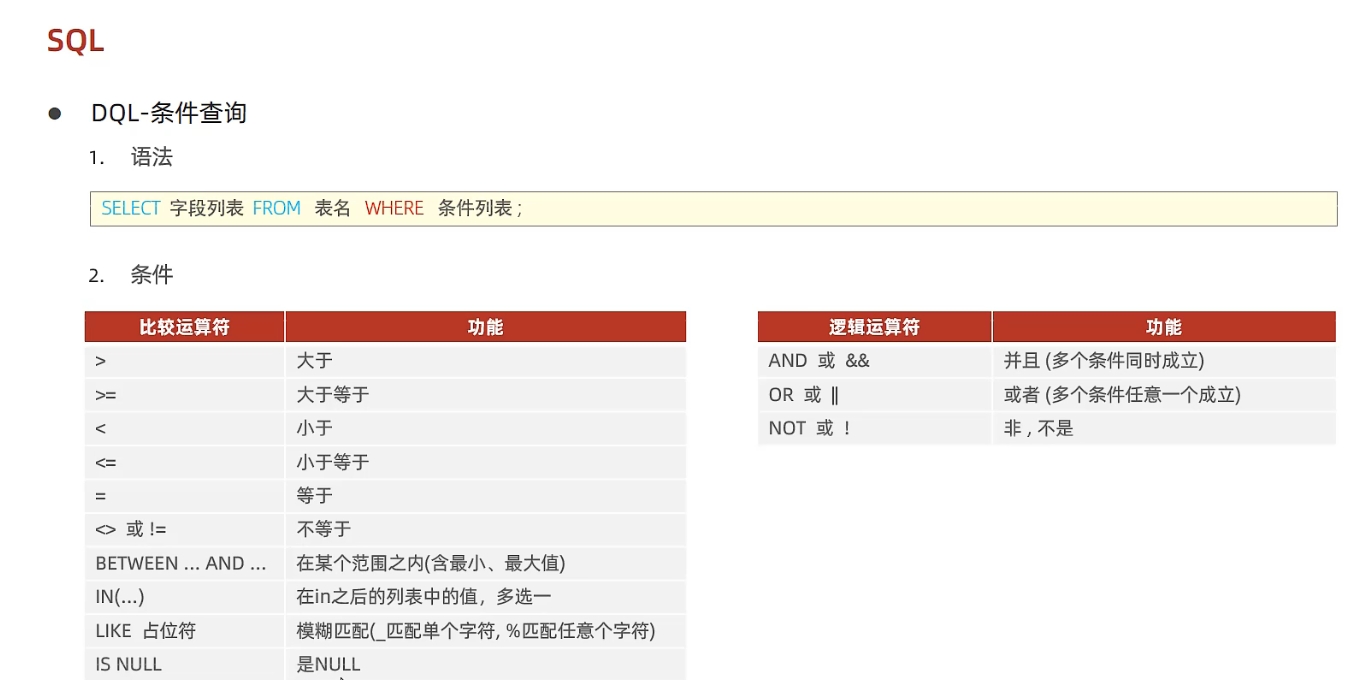 SQL
● DQL-条件查询
1. 语法
SELECT 字段列表 FROM 表名 WHERE 条件列表 ;
2. 条件
比较运算符 功能
> 大于
>= 大于等于
< 小于
<= 小于等于
= 等于
<> 或 != 不等于
BETWEEN ... AND ... 在某个范围之内(含最小、最大值)
IN(...) 在in之后的列表中的值，多选一
LIKE 占位符 模糊匹配(_匹配单个字符, %匹配任意个字符)
IS NULL 是NULL
逻辑运算符 功能
AND 或 && 并且 (多个条件同时成立)
OR 或 || 或者 (多个条件任意一个成立)
NOT 或 ! 非 , 不是